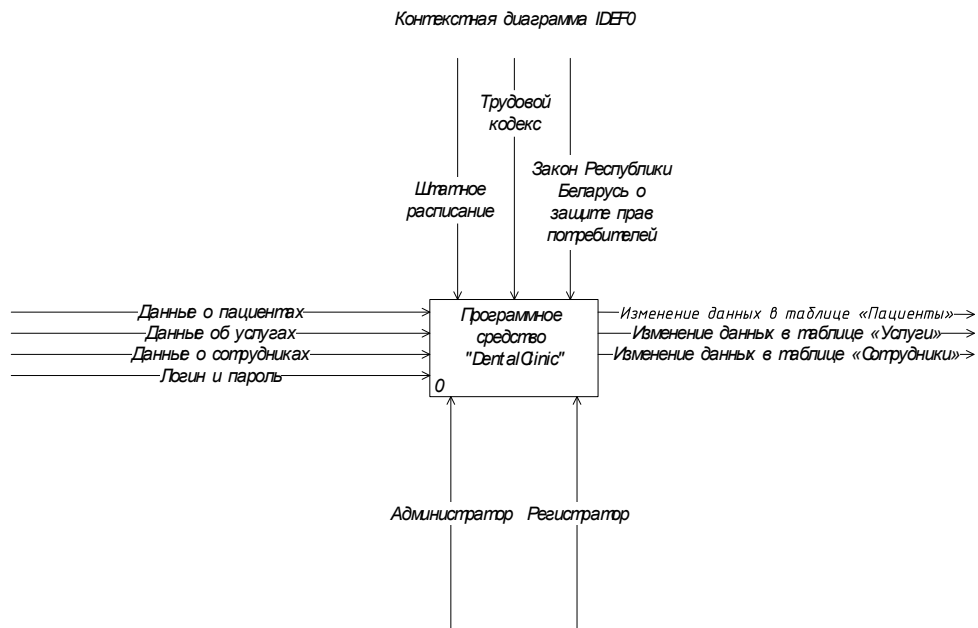 Контекстная диаграмма IDEF0
Трудовой
кодекс
Штатное
расписание
Закон Республики
Беларусь о
защите прав
потребителей
Данные о пациентах
Данные об услугах
Данные о сотрудниках
Логин и пароль
Программное
средство
"DentalClinic"
0
Изменение данных в таблице «Пациенты»
Изменение данных в таблице «Услуги»
Изменение данных в таблице «Сотрудники»
Администратор
Регистратор